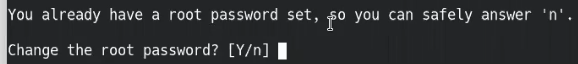 You already have a root password set, so you can safely answer 'n'.
Change the root password? [Y/n]